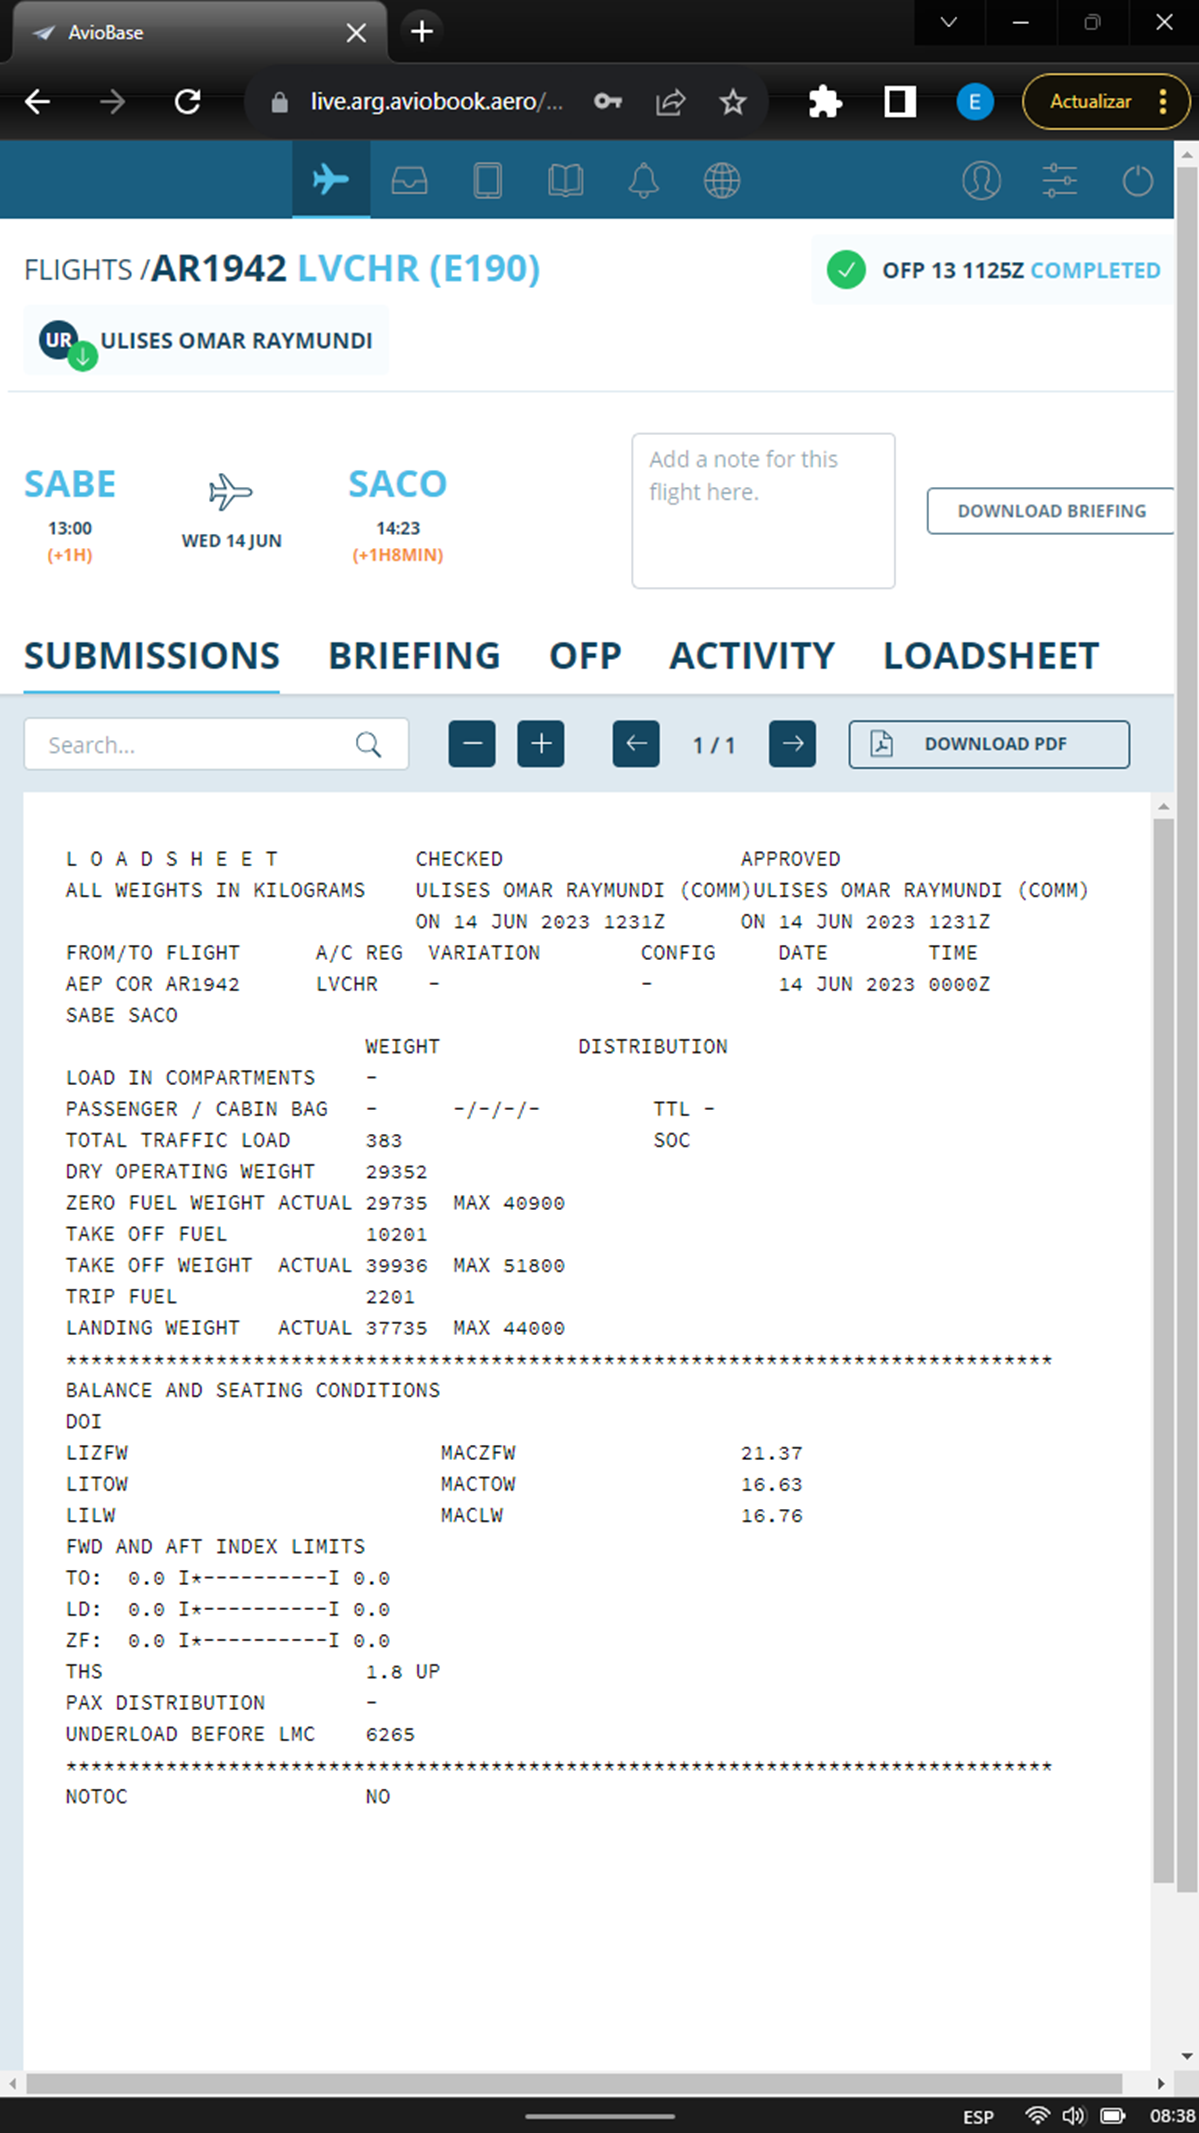 AvioBase
live.arg.aviobook.aero/...
E
Actualizar
FLIGHTS /AR1942 LVCHR (E190)
OFP 13 1125Z COMPLETED
UR
ULISES OMAR RAYMUNDI
SABE
SACO
13:00
14:23
(+1H)
WED 14 JUN
(+1H8MIN)
Add a note for this
flight here.
DOWNLOAD BRIEFING
SUBMISSIONS BRIEFING OFP ACTIVITY LOADSHEET
Search...
1 / 1
DOWNLOAD PDF
L O A D S H E E T CHECKED APPROVED
ALL WEIGHTS IN KILOGRAMS ULISES OMAR RAYMUNDI (COMM)ULISES OMAR RAYMUNDI (COMM)
ON 14 JUN 2023 1231Z ON 14 JUN 2023 1231Z
FROM/TO FLIGHT A/C REG VARIATION CONFIG DATE TIME
AEP COR AR1942 LVCHR - - 14 JUN 2023 0000Z
SABE SACO
WEIGHT DISTRIBUTION
LOAD IN COMPARTMENTS -
PASSENGER / CABIN BAG - -/-/-/- TTL -
TOTAL TRAFFIC LOAD 383 SOC
DRY OPERATING WEIGHT 29352
ZERO FUEL WEIGHT ACTUAL 29735 MAX 40900
TAKE OFF FUEL 10201
TAKE OFF WEIGHT ACTUAL 39936 MAX 51800
TRIP FUEL 2201
LANDING WEIGHT ACTUAL 37735 MAX 44000
*******************************************************************************
BALANCE AND SEATING CONDITIONS
DOI
LIZFW MACZFW 21.37
LITOW MACTOW 16.63
LILW MACLW 16.76
FWD AND AFT INDEX LIMITS
TO: 0.0 I*----------I 0.0
LD: 0.0 I*----------I 0.0
ZF: 0.0 I*----------I 0.0
THS 1.8 UP
PAX DISTRIBUTION -
UNDERLOAD BEFORE LMC 6265
*******************************************************************************
NOTOC NO
ESP
08:38